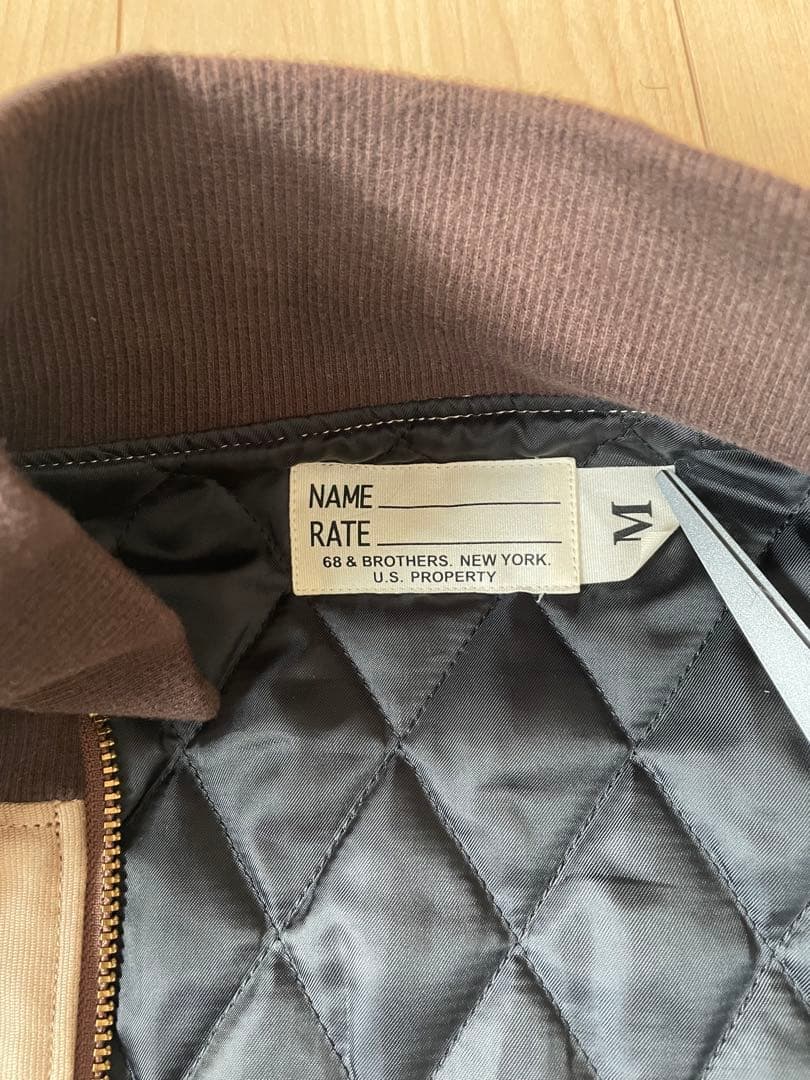 NAME
RATE
68 & BROTHERS. NEW YORK.
U.S. PROPERTY
M